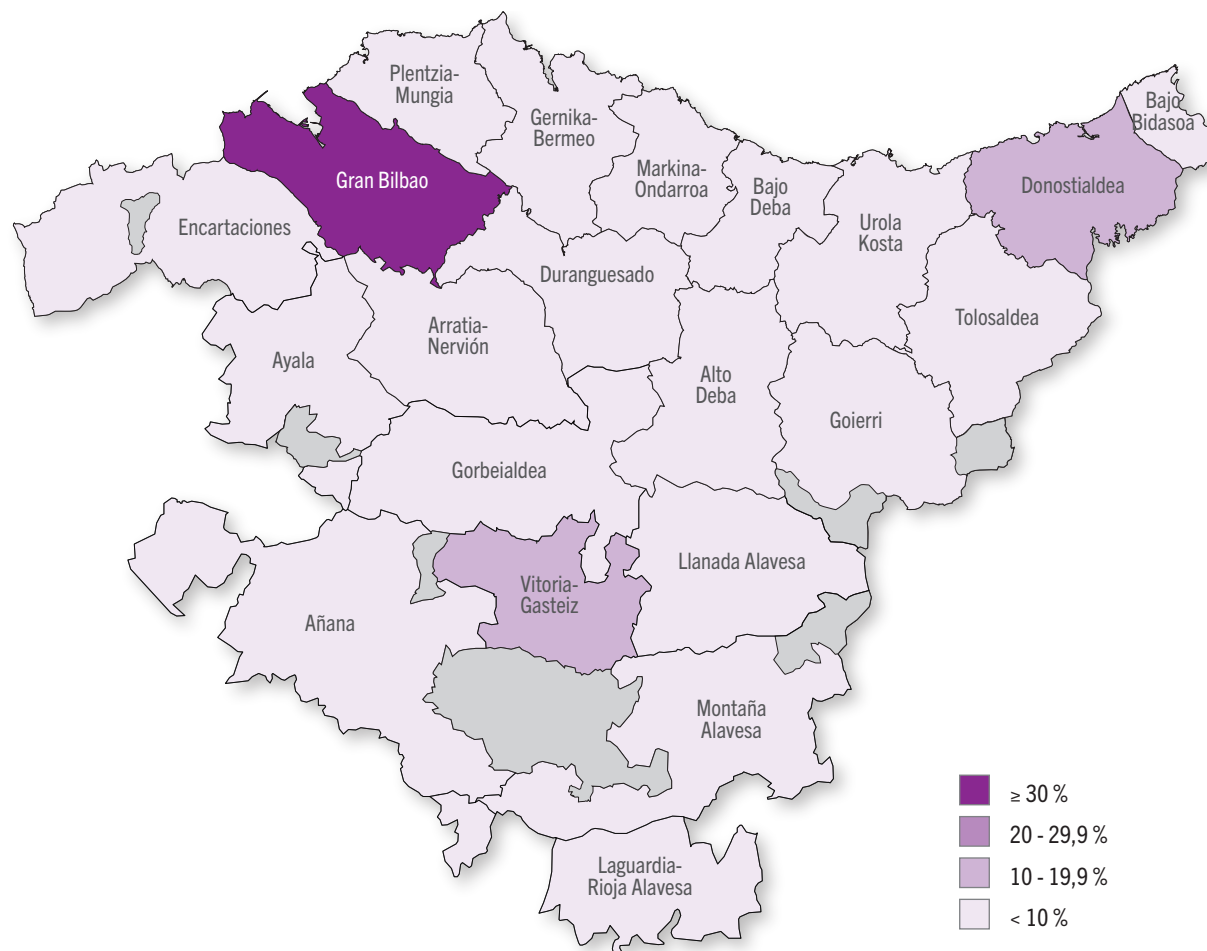 Plentzia-
Mungia
Gernika-
Bermeo
Bajo
Bidasoa
Gran Bilbao
Markina-
Ondarroa
Bajo
Deba
Donostialdea
Encartaciones
Urola
Kosta
Duranguesado
Tolosaldea
Arratia-
Nervión
Ayala
Alto
Deba
Goierri
Gorbeialdea
Llanada Alavesa
Vitoria-
Gasteiz
Añana
Montaña
Alavesa
Laguardia-
Rioja Alavesa
≥ 30 %
20 - 29,9 %
10 - 19,9 %
< 10 %